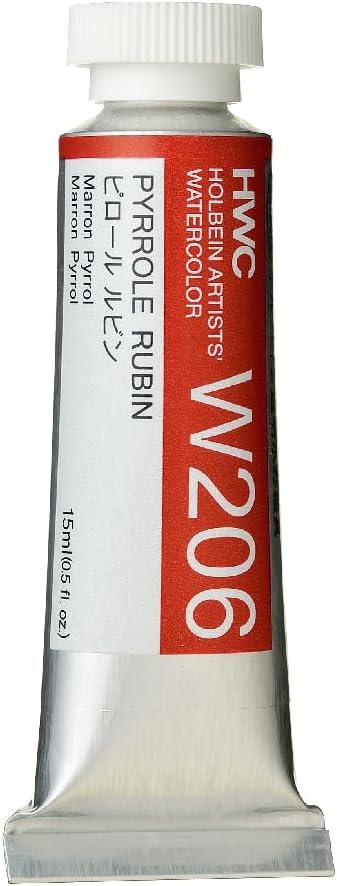 HWC
HOLBEIN ARTISTS'
WATERCOLOR
W206
PYRROLE RUBIN
ピロール ルビン
Marron Pyrrol
Marron Pyrrol
15ml(0.5 fl. oz.)